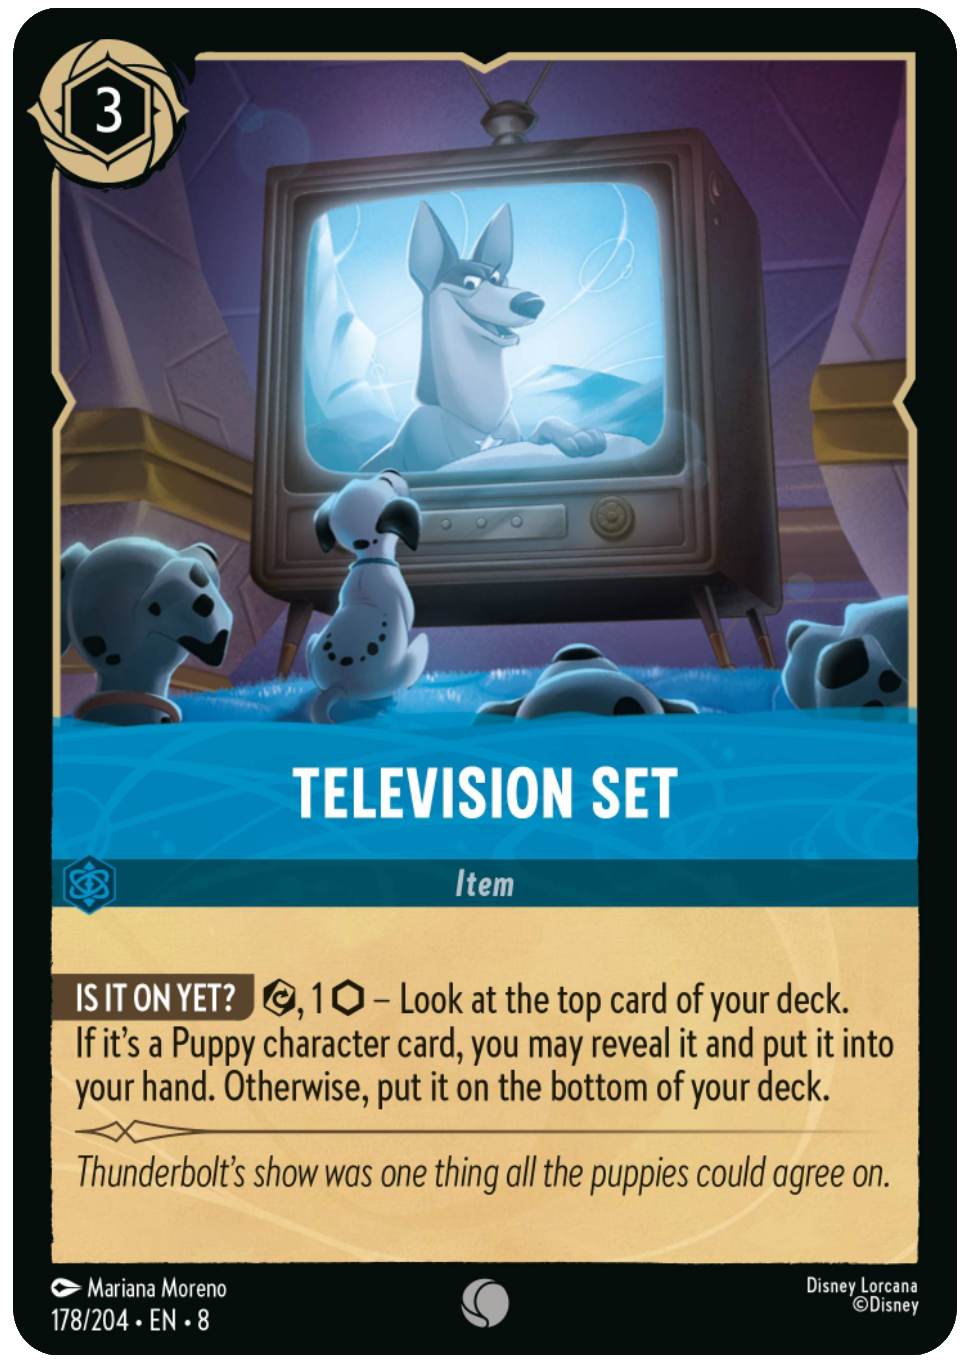 3
TELEVISION SET
Item
IS IT ON YET? , 1 – Look at the top card of your deck.
If it's a Puppy character card, you may reveal it and put it into
your hand. Otherwise, put it on the bottom of your deck.
Thunderbolt's show was one thing all the puppies could agree on.
Mariana Moreno
178/204 • EN • 8
Disney Lorcana
©Disney